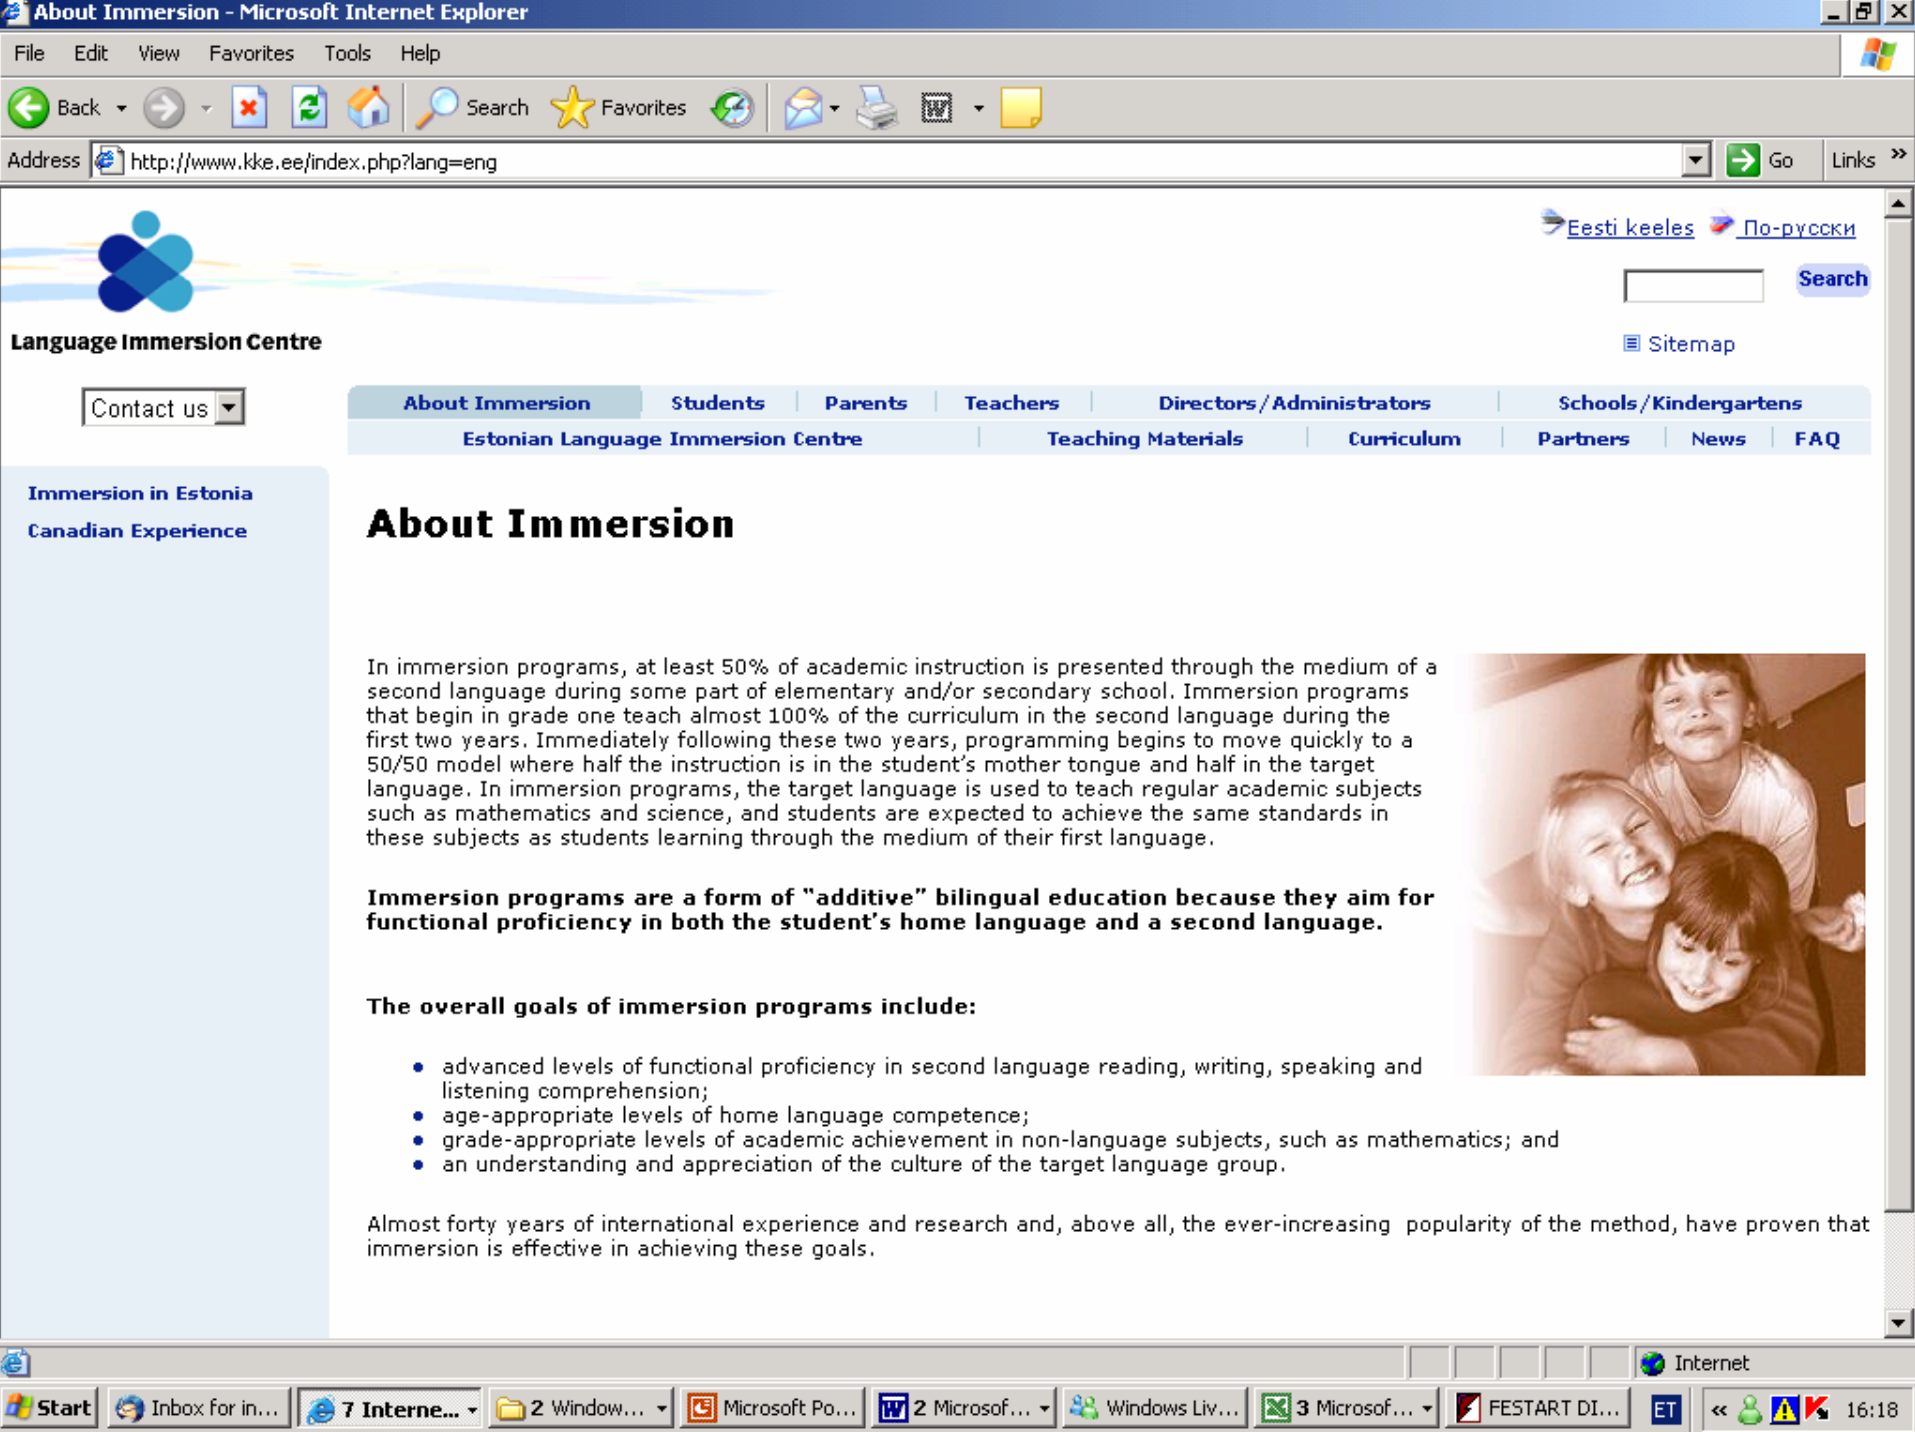 About Immersion - Microsoft Internet Explorer
File Edit View Favorites Tools Help
Back Search Favorites
Address http://www.kke.ee/index.php?lang=eng Go Links »
Eesti keeles По-русски
Search
Language Immersion Centre
Sitemap
Contact us
About Immersion Students Parents Teachers Directors/Administrators Schools/Kindergartens
Estonian Language Immersion Centre Teaching Materials Curriculum Partners News FAQ
Immersion in Estonia
Canadian Experience
About Immersion
In immersion programs, at least 50% of academic instruction is presented through the medium of a
second language during some part of elementary and/or secondary school. Immersion programs
that begin in grade one teach almost 100% of the curriculum in the second language during the
first two years. Immediately following these two years, programming begins to move quickly to a
50/50 model where half the instruction is in the student's mother tongue and half in the target
language. In immersion programs, the target language is used to teach regular academic subjects
such as mathematics and science, and students are expected to achieve the same standards in
these subjects as students learning through the medium of their first language.
Immersion programs are a form of “additive” bilingual education because they aim for
functional proficiency in both the student’s home language and a second language.
The overall goals of immersion programs include:
• advanced levels of functional proficiency in second language reading, writing, speaking and
listening comprehension;
• age-appropriate levels of home language competence;
• grade-appropriate levels of academic achievement in non-language subjects, such as mathematics; and
• an understanding and appreciation of the culture of the target language group.
Almost forty years of international experience and research and, above all, the ever-increasing popularity of the method, have proven that
immersion is effective in achieving these goals.
Internet
Start Inbox for in... 7 Interne... 2 Window... Microsoft Po... 2 Microsof... Windows Liv... 3 Microsof... FESTART DI... ET « 16:18